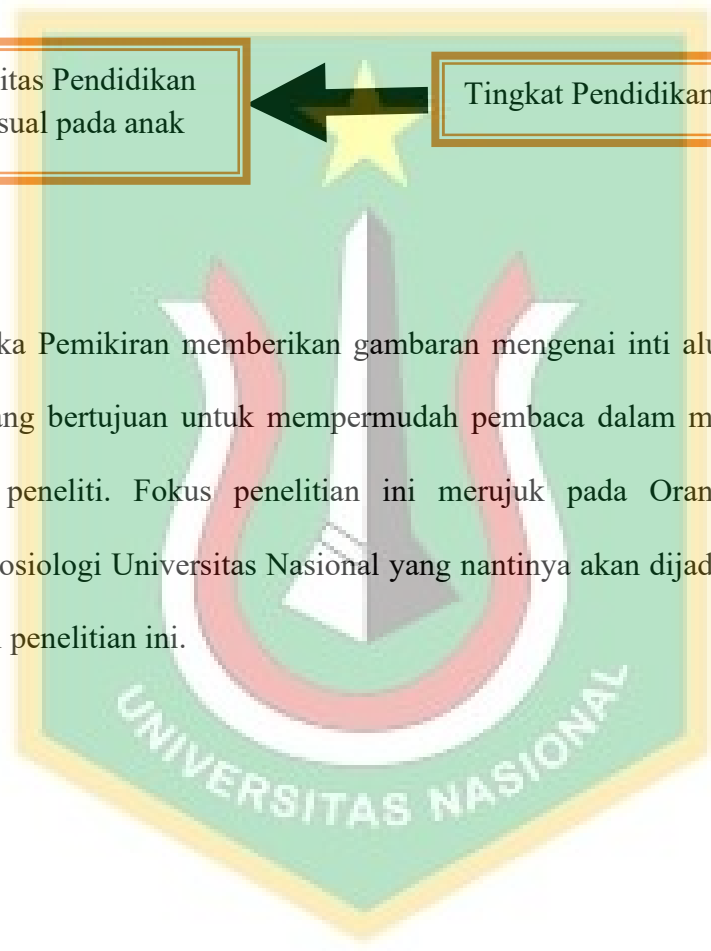 itas Pendidikan
sual pada anak
Tingkat Pendidikan
ka Pemikiran memberikan gambaran mengenai inti alu
ang bertujuan untuk mempermudah pembaca dalam m
peneliti. Fokus penelitian ini merujuk pada Oran
osiologi Universitas Nasional yang nantinya akan dijad
penelitian ini.
UNIVERSITAS NASIONAL